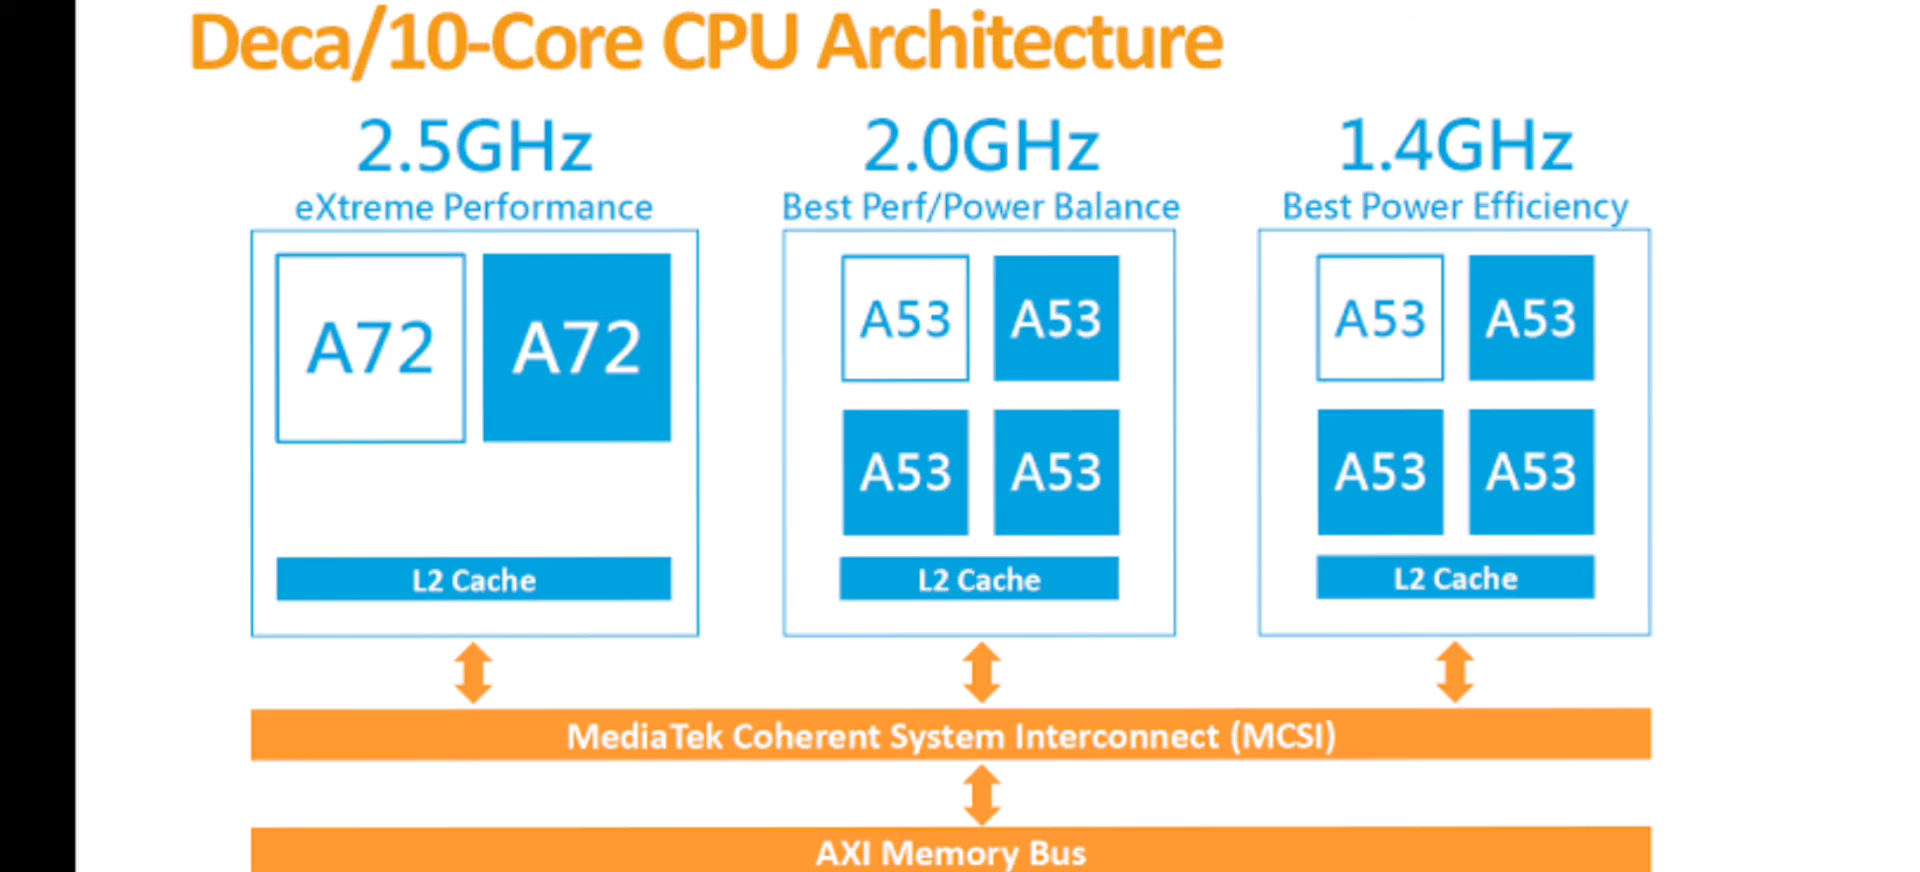 Deca/10-Core CPU Architecture
2.5GHz
eXtreme Performance
A72 A72
L2 Cache
2.0GHz
Best Perf/Power Balance
A53 A53
A53 A53
L2 Cache
1.4GHz
Best Power Efficiency
A53 A53
A53 A53
L2 Cache
MediaTek Coherent System Interconnect (MCSI)
AXI Memory Bus